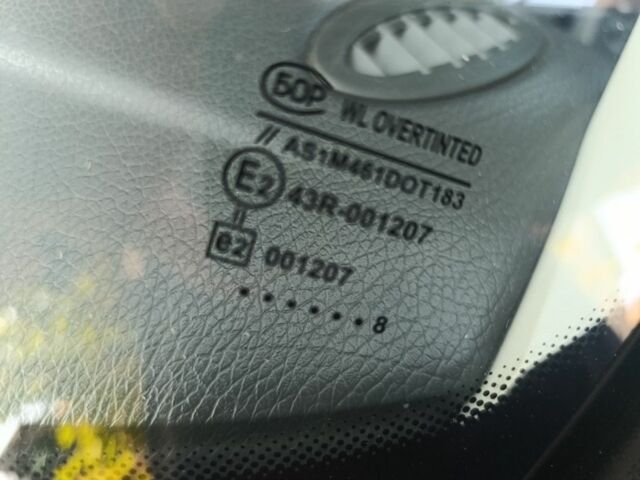 БОР WL OVERTINTED
// AS1M461DOT183
E2 43R-001207
e2 001207
......8